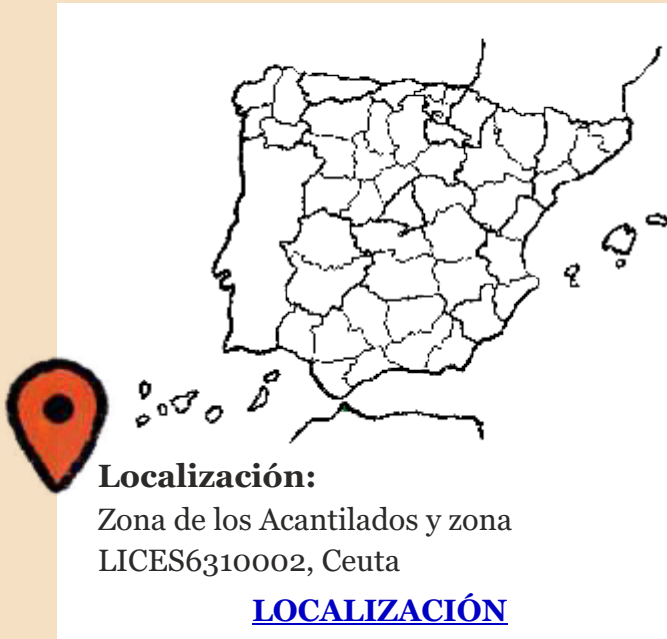 Localización:
Zona de los Acantilados y zona
LICES6310002, Ceuta
LOCALIZACIÓN